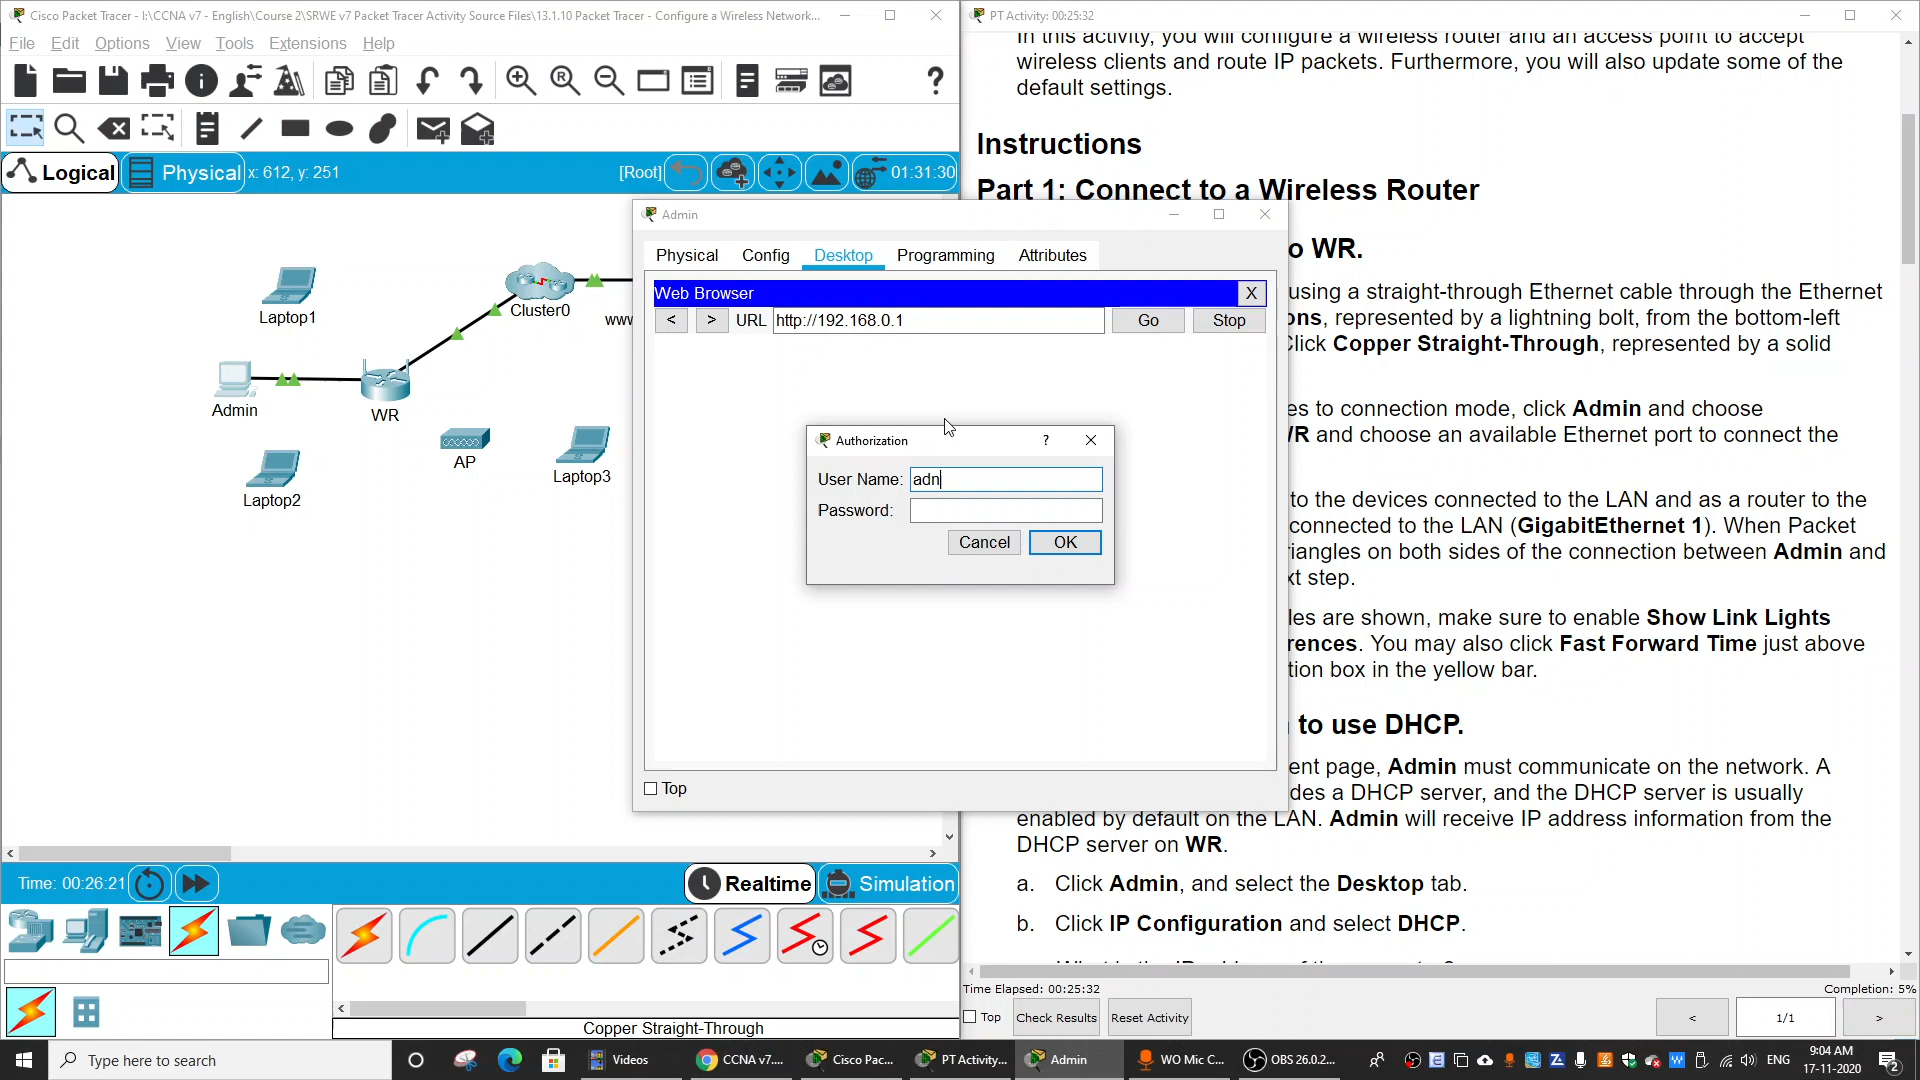 Cisco Packet Tracer - I:\CCNA v7 - English\Course 2\SRWE v7 Packet Tracer Activity Source Files\13.1.10 Packet Tracer - Configure a Wireless Network...
File Edit Options View Tools Extensions Help
Logical
Physical
x: 612, y: 251
[Root]
01:31:30
Laptop1
Cluster0
www
Admin
WR
AP
Laptop2
Laptop3
Admin
Physical Config Desktop Programming Attributes
Web Browser
X
< > URL http://192.168.0.1 Go Stop
Authorization
?
User Name: adn
Password:
Cancel OK
Top
Time: 00:26:21
Realtime
Simulation
Copper Straight-Through
PT Activity: 00:25:32
In this activity, you will configure a wireless router and an access point to accept
wireless clients and route IP packets. Furthermore, you will also update some of the
default settings.
Instructions
Part 1: Connect to a Wireless Router
o WR.
using a straight-through Ethernet cable through the Ethernet
ons, represented by a lightning bolt, from the bottom-left
Click Copper Straight-Through, represented by a solid
es to connection mode, click Admin and choose
VR and choose an available Ethernet port to connect the
to the devices connected to the LAN and as a router to the
connected to the LAN (GigabitEthernet 1). When Packet
riangles on both sides of the connection between Admin and
xt step.
les are shown, make sure to enable Show Link Lights
rences. You may also click Fast Forward Time just above
tion box in the yellow bar.
to use DHCP.
ent page, Admin must communicate on the network. A
des a DHCP server, and the DHCP server is usually
enabled by default on the LAN. Admin will receive IP address information from the
DHCP server on WR.
a. Click Admin, and select the Desktop tab.
b. Click IP Configuration and select DHCP.
Time Elapsed: 00:25:32
Completion: 5%
Top
Check Results
Reset Activity
<
1/1
>
Type here to search
Videos
CCNA v7....
Cisco Pac...
PT Activity...
Admin
WO Mic C...
OBS 26.0.2...
ENG
9:04 AM
17-11-2020
2